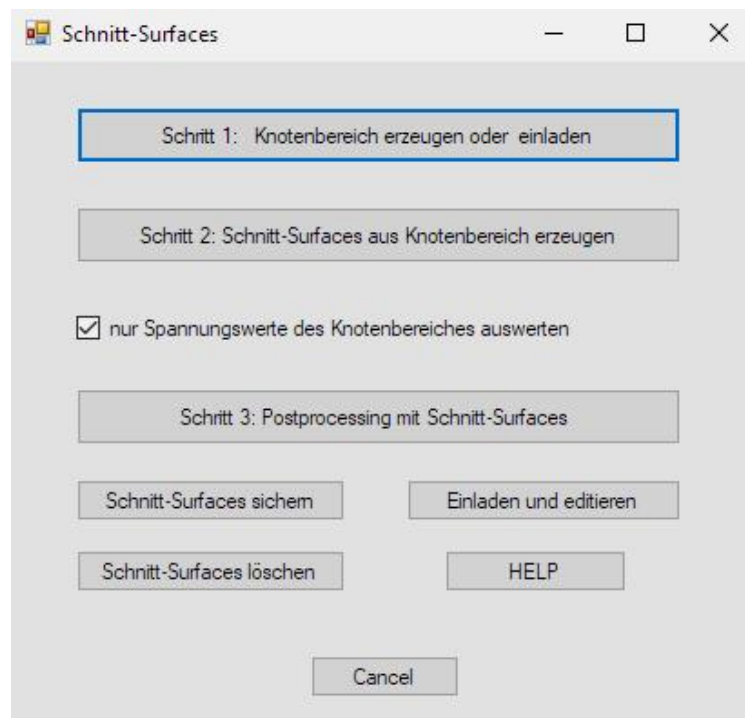 Schnitt-Surfaces
Schritt 1: Knotenbereich erzeugen oder einladen
Schritt 2: Schnitt-Surfaces aus Knotenbereich erzeugen
nur Spannungswerte des Knotenbereiches auswerten
Schritt 3: Postprocessing mit Schnitt-Surfaces
Schnitt-Surfaces sichern
Einladen und editieren
Schnitt-Surfaces löschen
HELP
Cancel